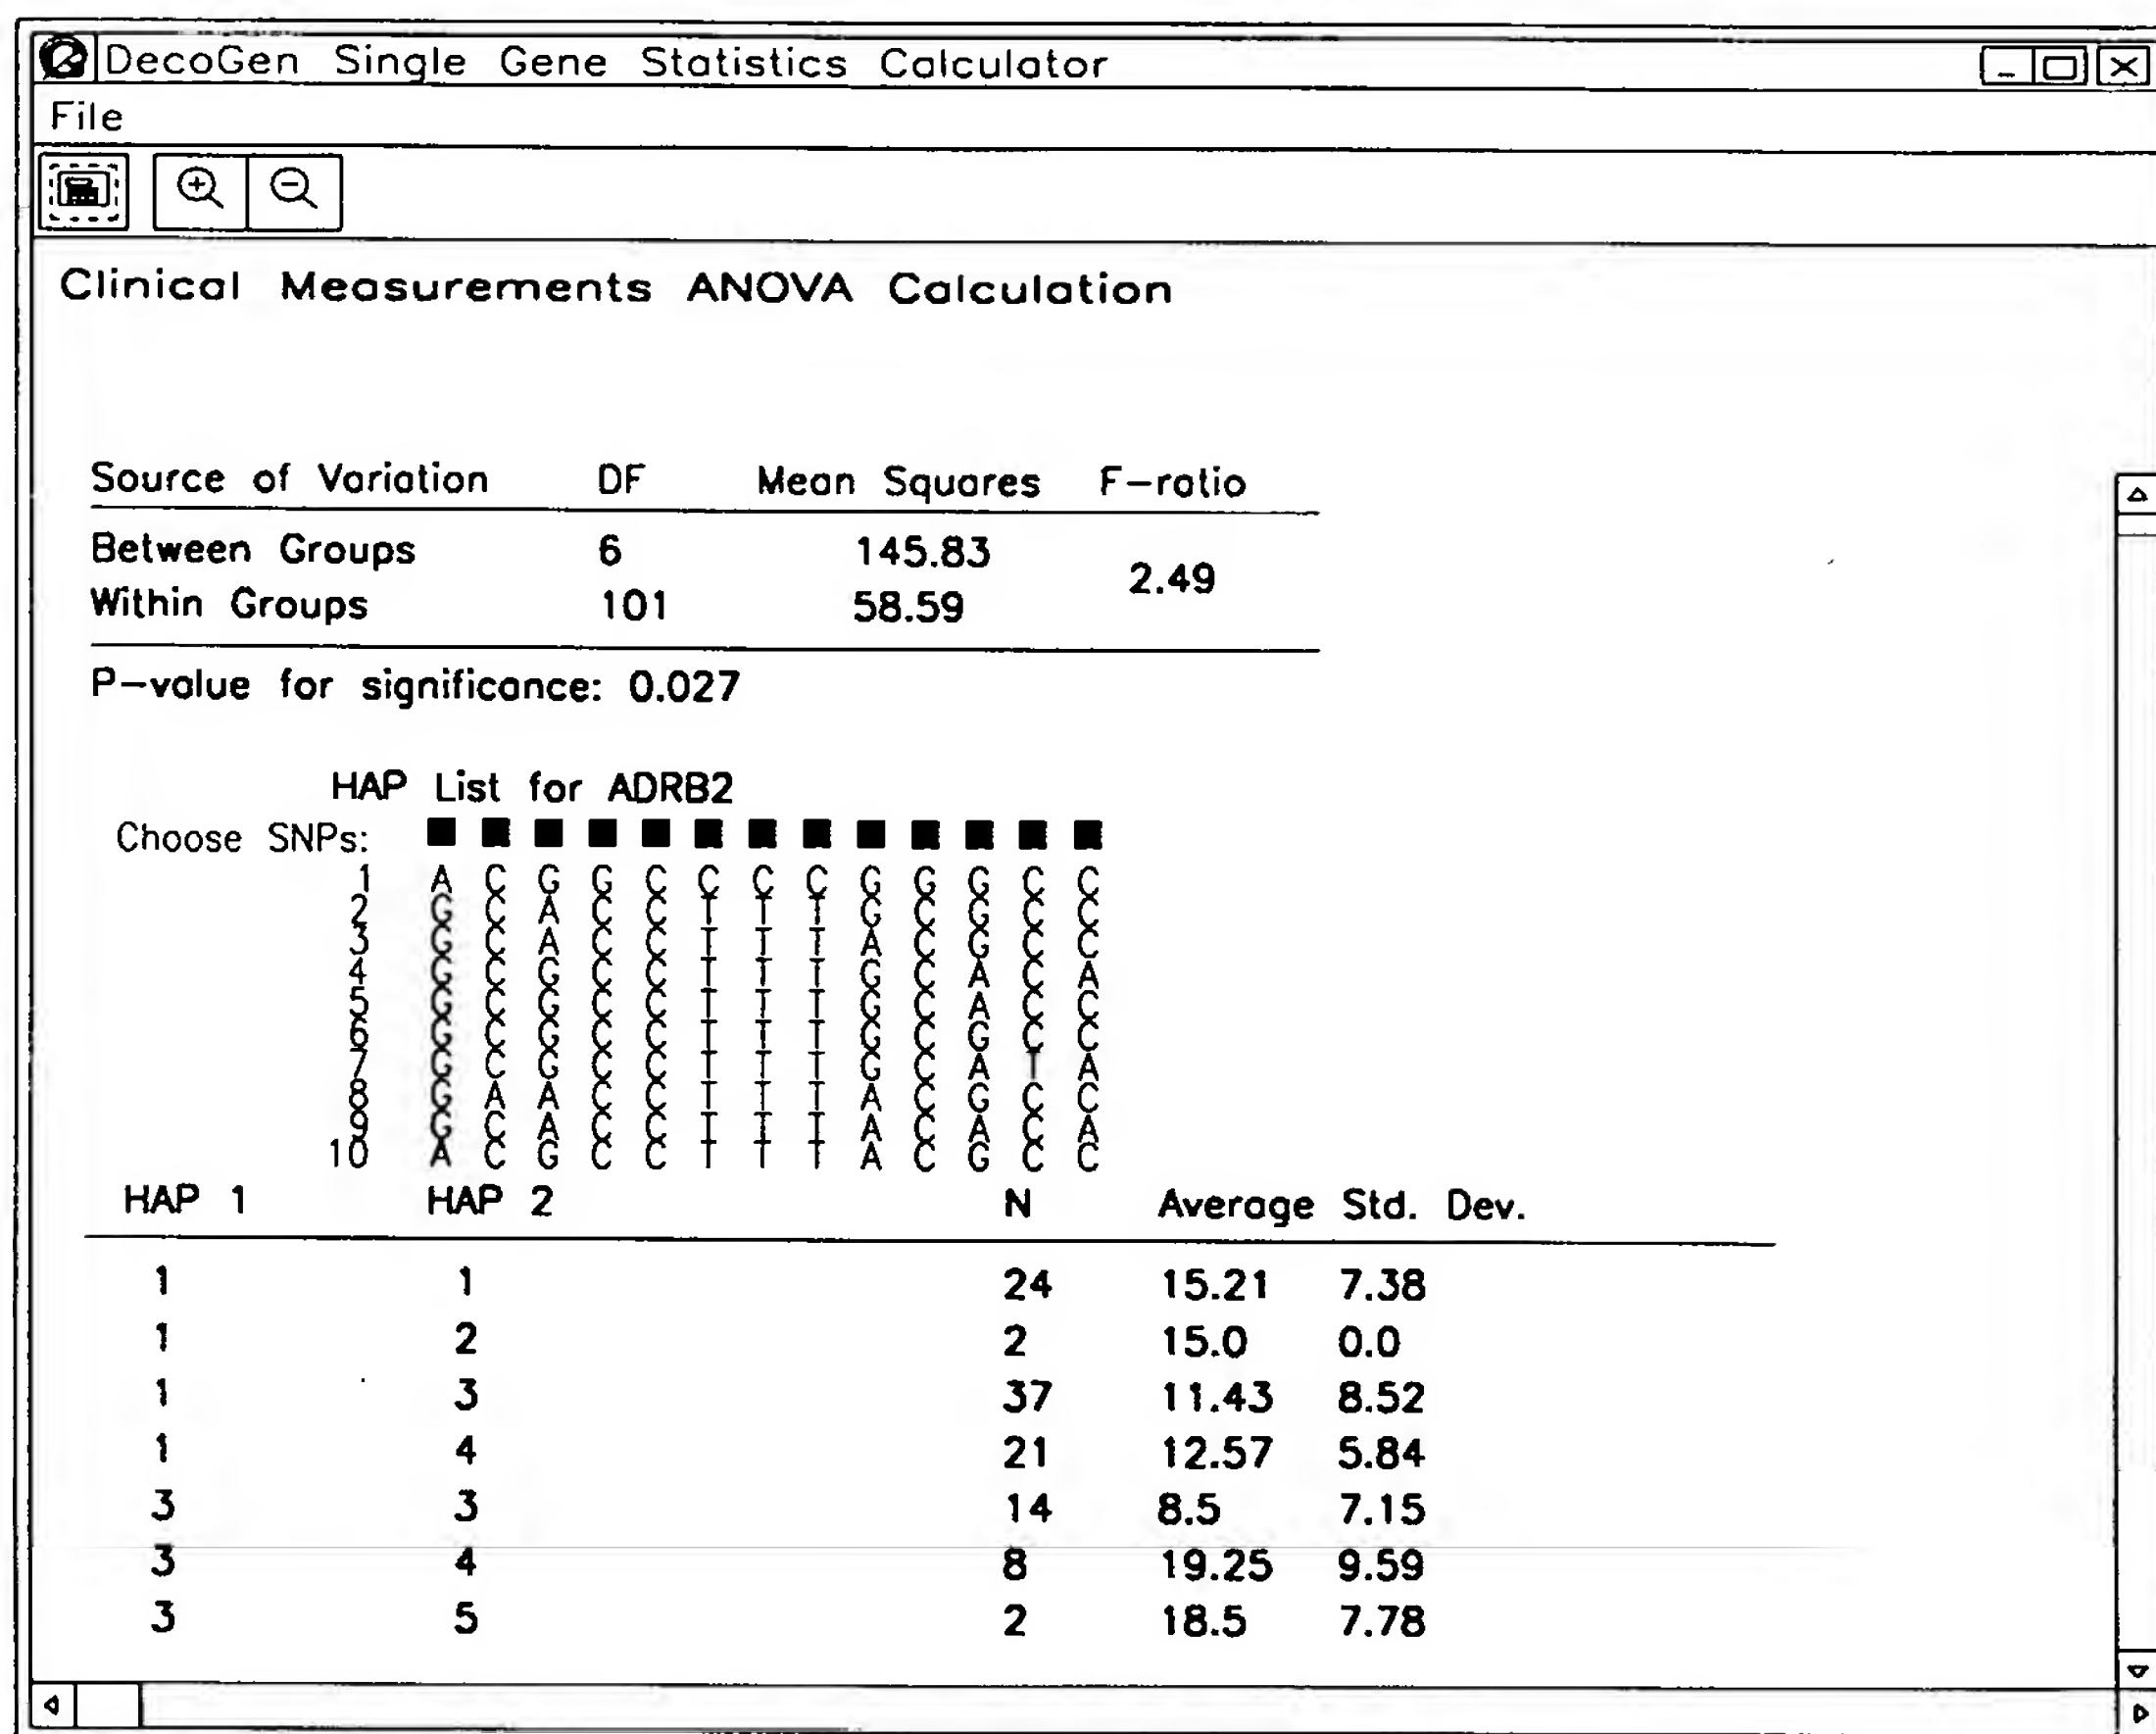 DecoGen Single Gene Statistics Calculator
File
Clinical Measurements ANOVA Calculation
Source of Variation DF Mean Squares F-ratio
Between Groups 6 145.83
2.49
Within Groups 101 58.59
P-value for significance: 0.027
HAP List for ADRB2
Choose SNPs:
1 A C G G C C C C G G G C C
2 G C A C C T T T G C G C C
3 G C A C C T T T A C G C C
4 G C G C C T T T G C A C A
5 G C G C C T T T G C A C C
6 G C G C C T T T G C G C C
7 G C G C C T T T G C A T A
8 G A A C C T T T A C G C C
9 G C A C C T T T A C A C A
10 A C G C C T T T A C G C C
HAP 1 HAP 2 N Average Std. Dev.
1 1 24 15.21 7.38
1 2 2 15.0 0.0
1 3 37 11.43 8.52
1 4 21 12.57 5.84
3 3 14 8.5 7.15
3 4 8 19.25 9.59
3 5 2 18.5 7.78